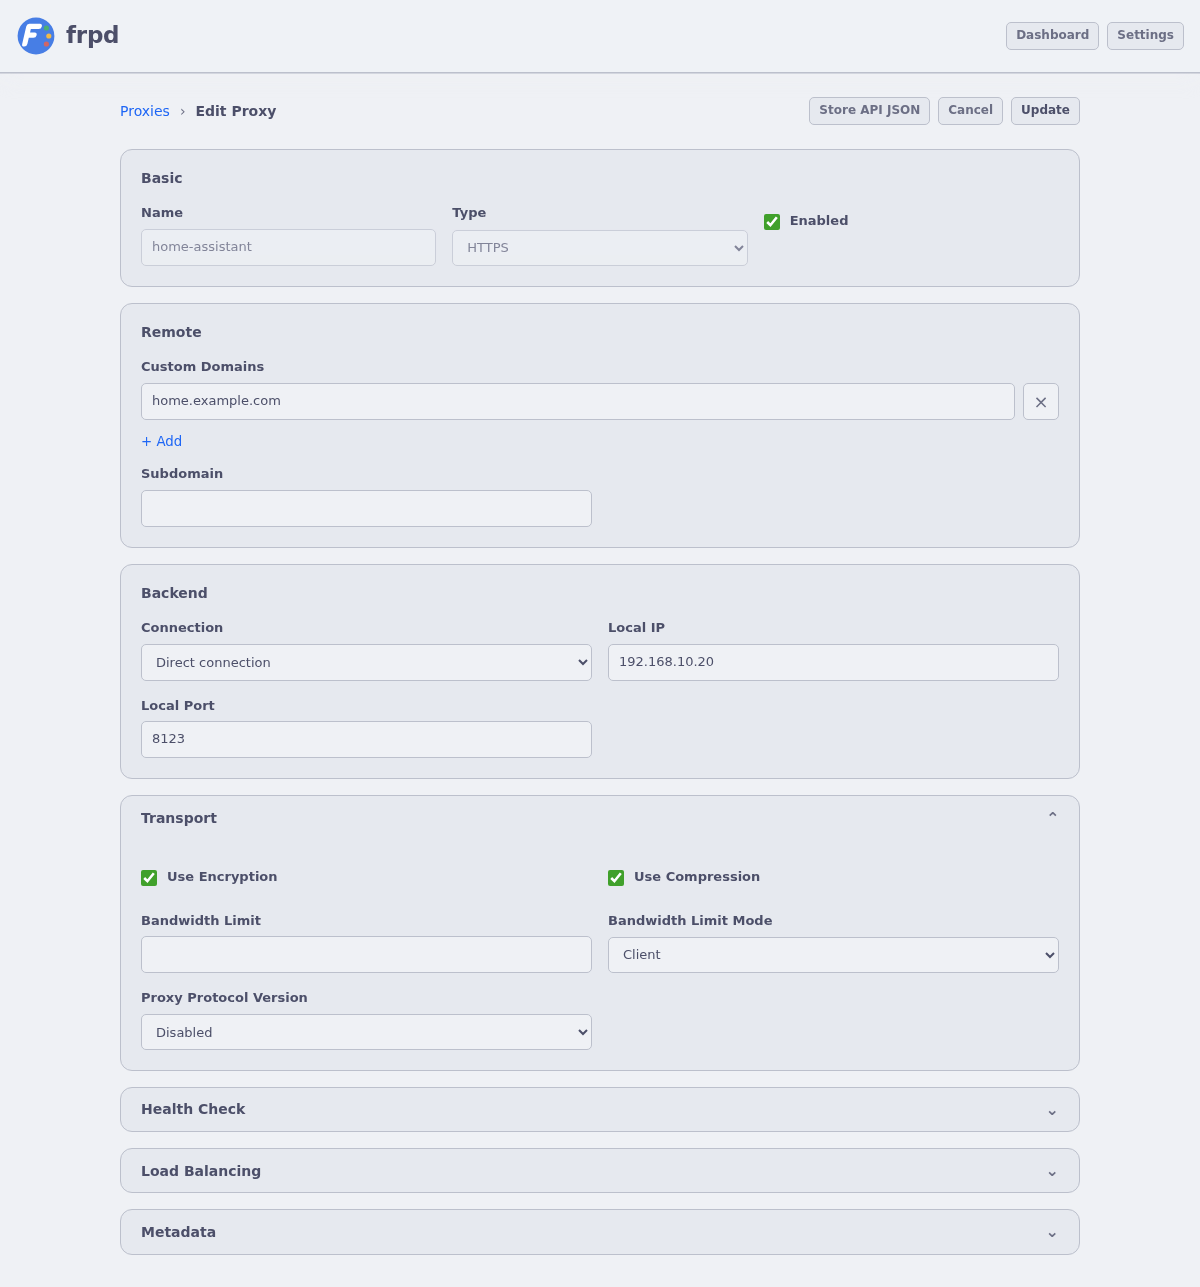 frpd
Dashboard Settings
Proxies › Edit Proxy
Store API JSON Cancel Update
Basic
Name Type
Enabled
home-assistant HTTPS
Remote
Custom Domains
home.example.com ×
+ Add
Subdomain
Backend
Connection Local IP
Direct connection 192.168.10.20
Local Port
8123
Transport
Use Encryption Use Compression
Bandwidth Limit Bandwidth Limit Mode
Client
Proxy Protocol Version
Disabled
Health Check
Load Balancing
Metadata